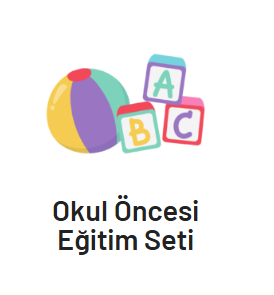 A
B C
Okul Öncesi
Eğitim Seti